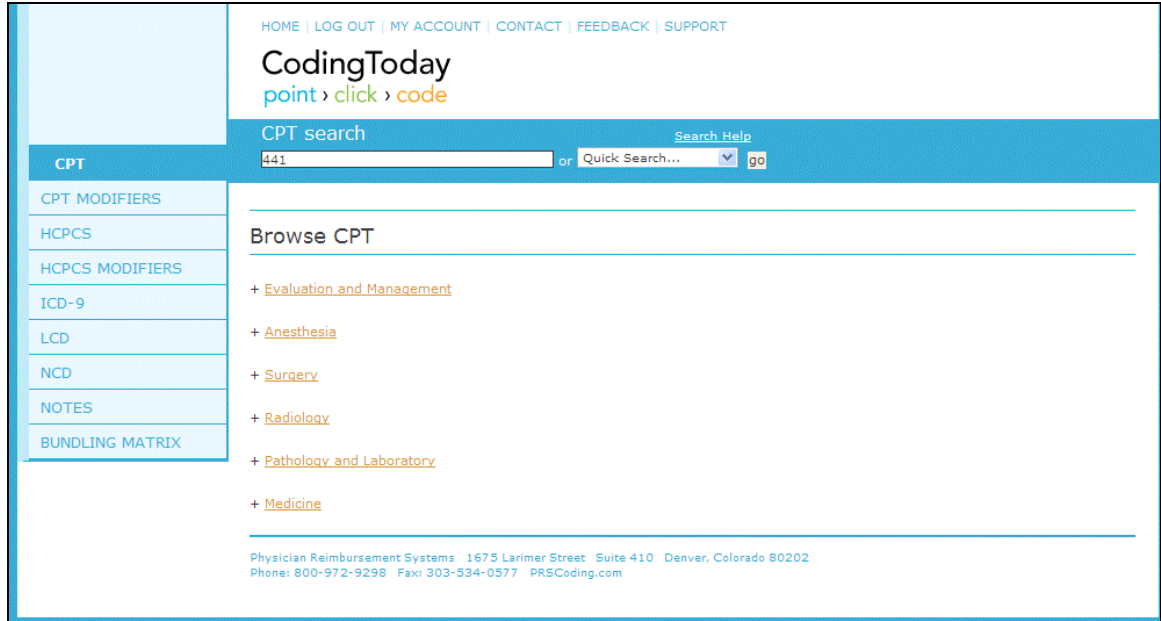 HOME | LOG OUT | MY ACCOUNT | CONTACT | FEEDBACK | SUPPORT
CodingToday
point › click › code
CPT search
Search Help
441 or Quick Search... go
CPT
CPT MODIFIERS
HCPCS
HCPCS MODIFIERS
ICD-9
LCD
NCD
NOTES
BUNDLING MATRIX
Browse CPT
+ Evaluation and Management
+ Anesthesia
+ Surgery
+ Radiology
+ Pathology and Laboratory
+ Medicine
Physician Reimbursement Systems 1675 Larimer Street Suite 410 Denver, Colorado 80202
Phone: 800-972-9298 Fax: 303-534-0577 PRSCoding.com